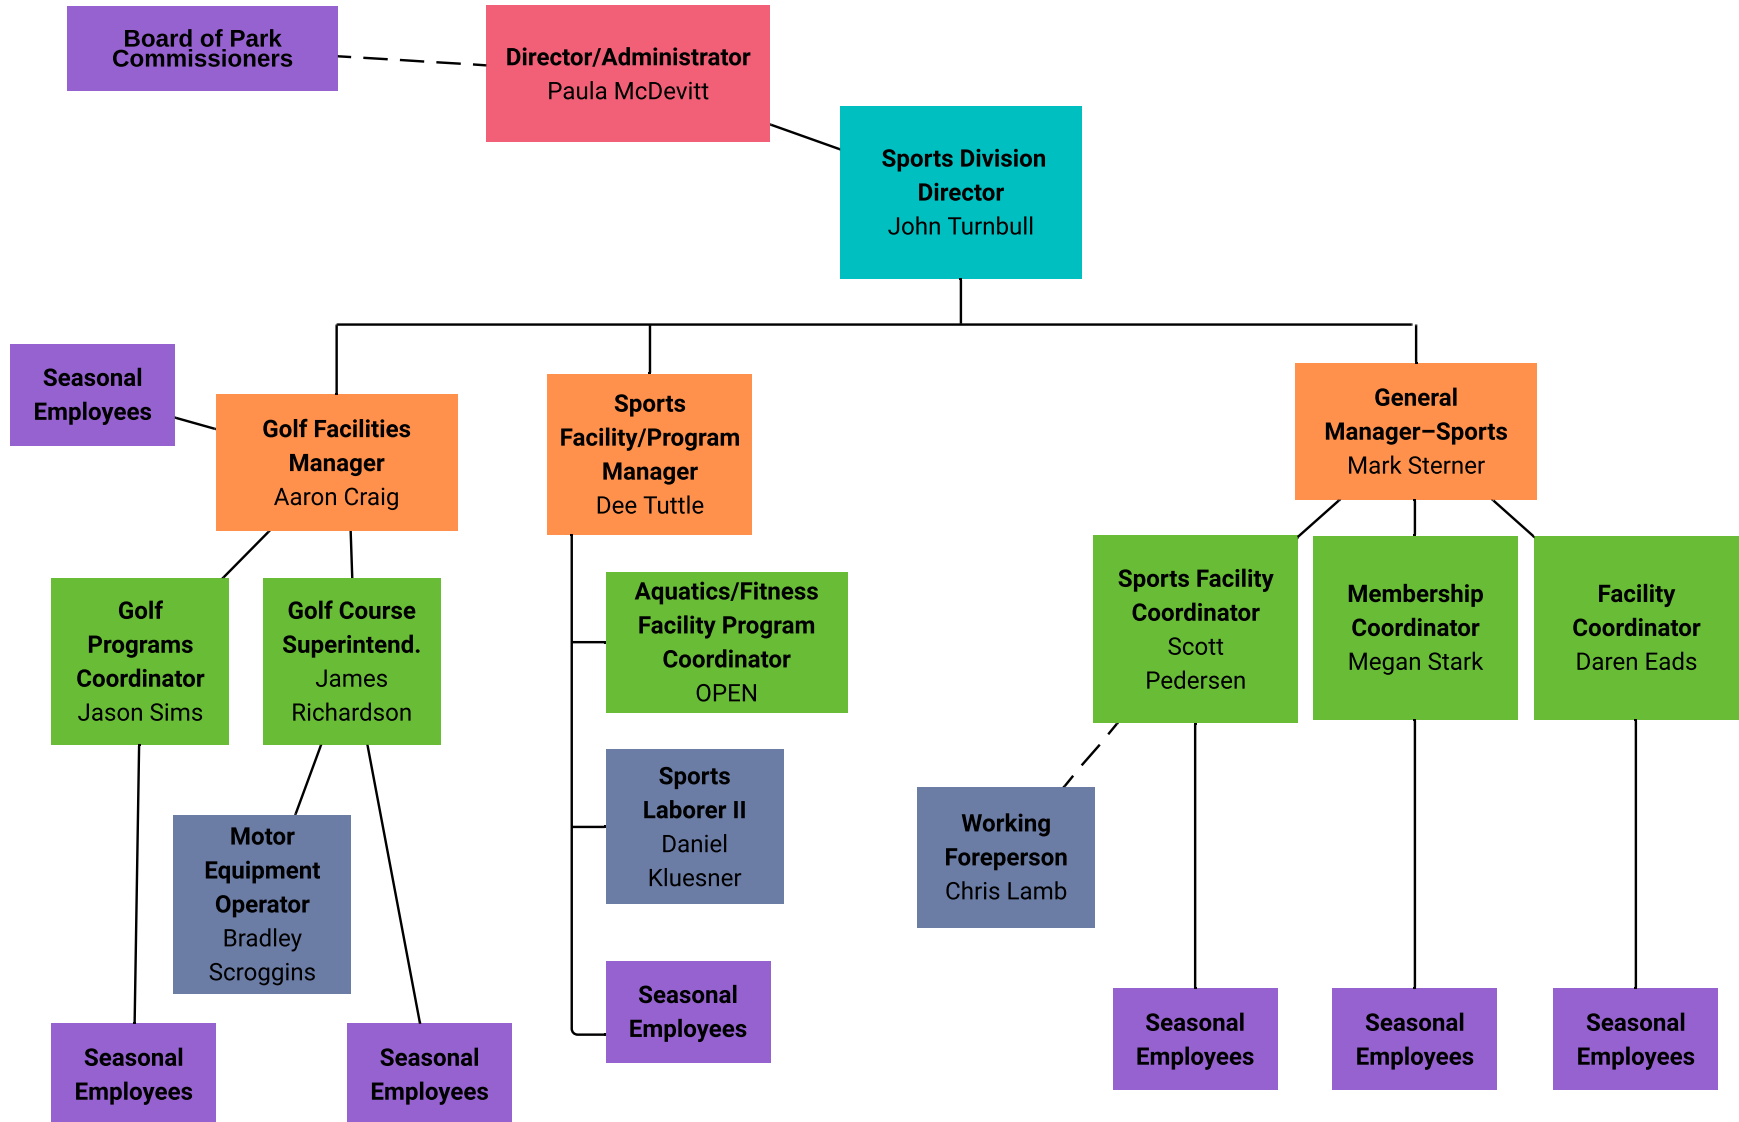 Board of Park
Commissioners
Director/Administrator
Paula McDevitt
Sports Division
Director
John Turnbull
Seasonal
Employees
Golf Facilities
Manager
Aaron Craig
Sports
Facility/Program
Manager
Dee Tuttle
General
Manager–Sports
Mark Sterner
Golf
Programs
Coordinator
Jason Sims
Golf Course
Superintend.
James
Richardson
Aquatics/Fitness
Facility Program
Coordinator
OPEN
Sports Facility
Coordinator
Scott
Pedersen
Membership
Coordinator
Megan Stark
Facility
Coordinator
Daren Eads
Motor
Equipment
Operator
Bradley
Scroggins
Sports
Laborer II
Daniel
Kluesner
Working
Foreperson
Chris Lamb
Seasonal
Employees
Seasonal
Employees
Seasonal
Employees
Seasonal
Employees
Seasonal
Employees
Seasonal
Employees